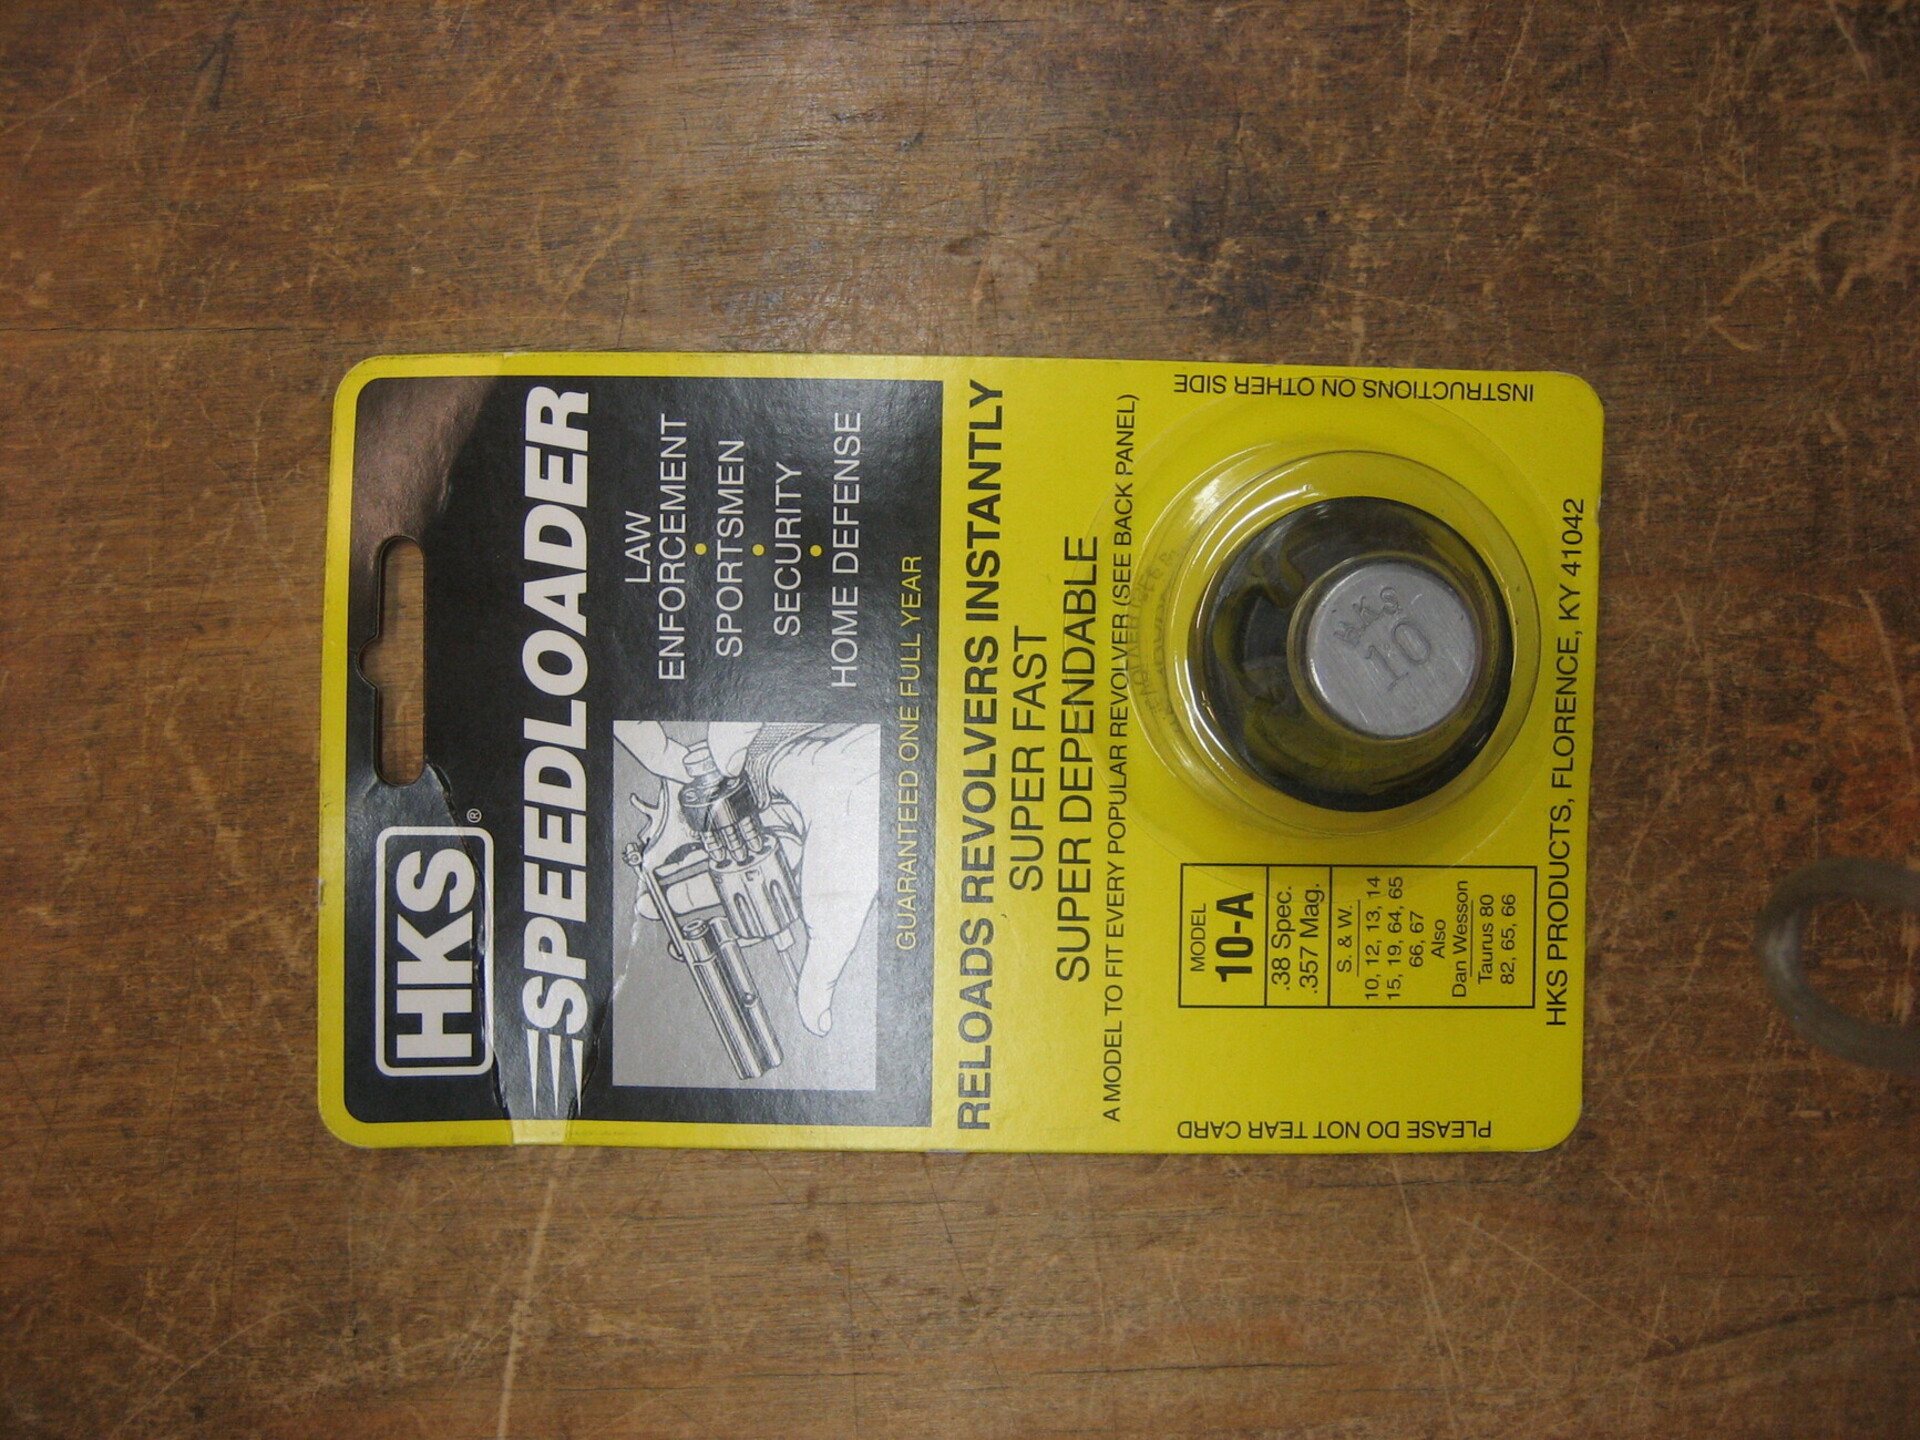 HKS®
SPEEDLOADER
LAW
ENFORCEMENT
•
SPORTSMEN
•
SECURITY
•
HOME DEFENSE
GUARANTEED ONE FULL YEAR
RELOADS REVOLVERS INSTANTLY
SUPER FAST
SUPER DEPENDABLE
A MODEL TO FIT EVERY POPULAR REVOLVER (SEE BACK PANEL)
PLEASE DO NOT TEAR CARD
MODEL
10-A
.38 Spec.
.357 Mag.
S. & W.
10, 12, 13, 14
15, 19, 64, 65
66, 67
Also
Dan Wesson
Taurus 80
82, 65, 66
HKS
10
INSTRUCTIONS ON OTHER SIDE
HKS PRODUCTS, FLORENCE, KY 41042